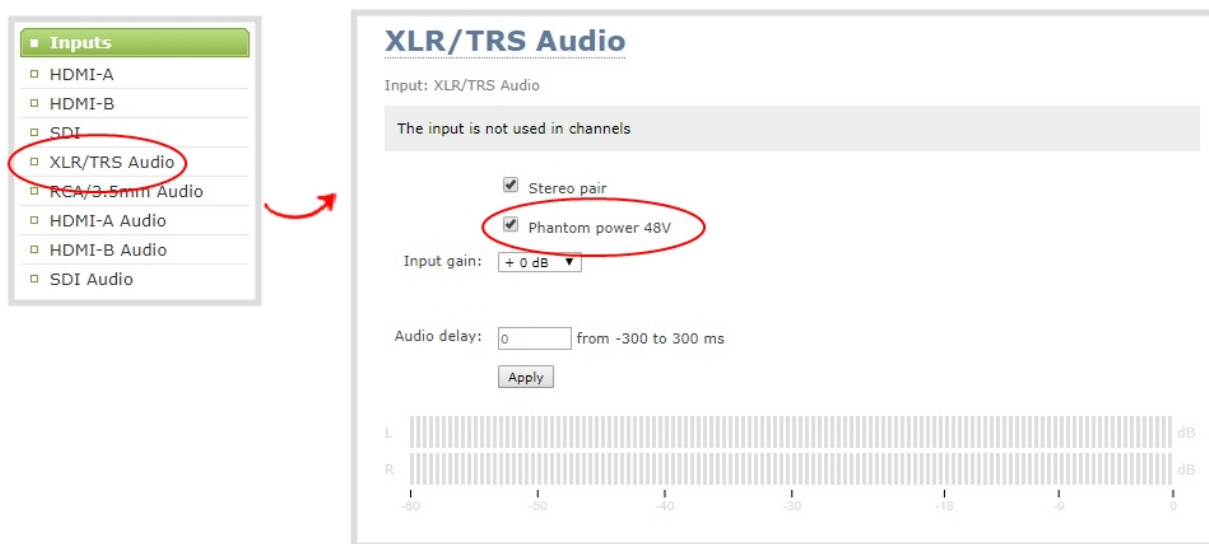 Inputs
HDMI-A
HDMI-B
SDI
XLR/TRS Audio
RCA/3.5mm Audio
HDMI-A Audio
HDMI-B Audio
SDI Audio
XLR/TRS Audio
Input: XLR/TRS Audio
The input is not used in channels
Stereo pair
Phantom power 48V
Input gain: + 0 dB
Audio delay: 0 from -300 to 300 ms
Apply
L dB
R dB
-60 -50 -40 -30 -18 -9 0